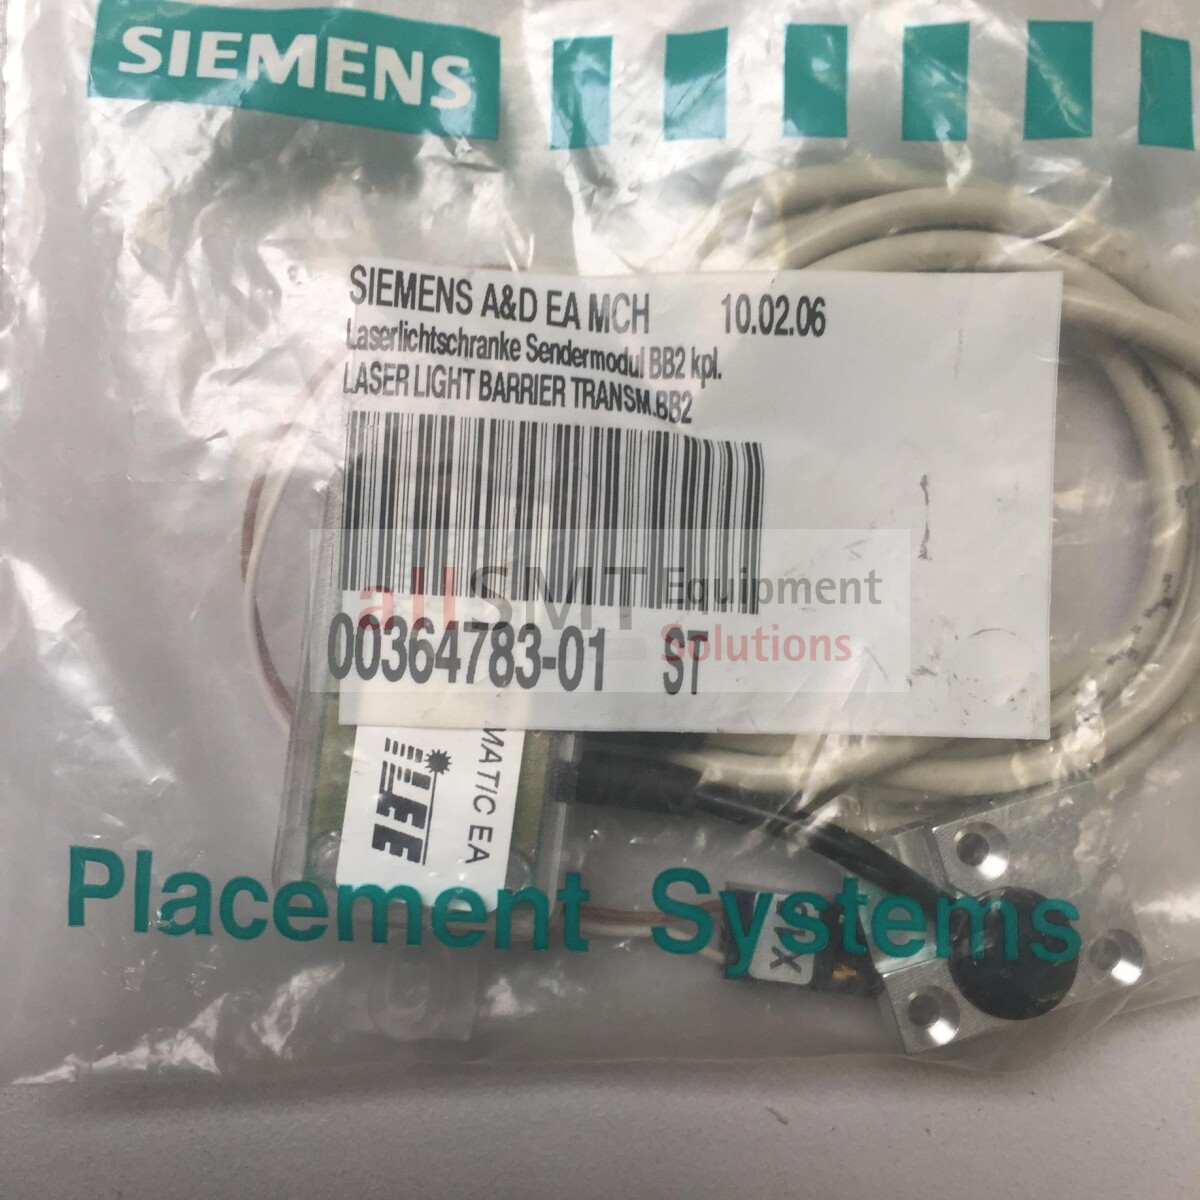 SIEMENS
SIEMENS A&D EA MCH 10.02.06
Laserlichtschranke Sendermodul BB2 kpl.
LASER LIGHT BARRIER TRANSM.BB2
allSMT Equipment
Solutions
00364783-01 ST
MATIC EA
LEE
Placement Systems